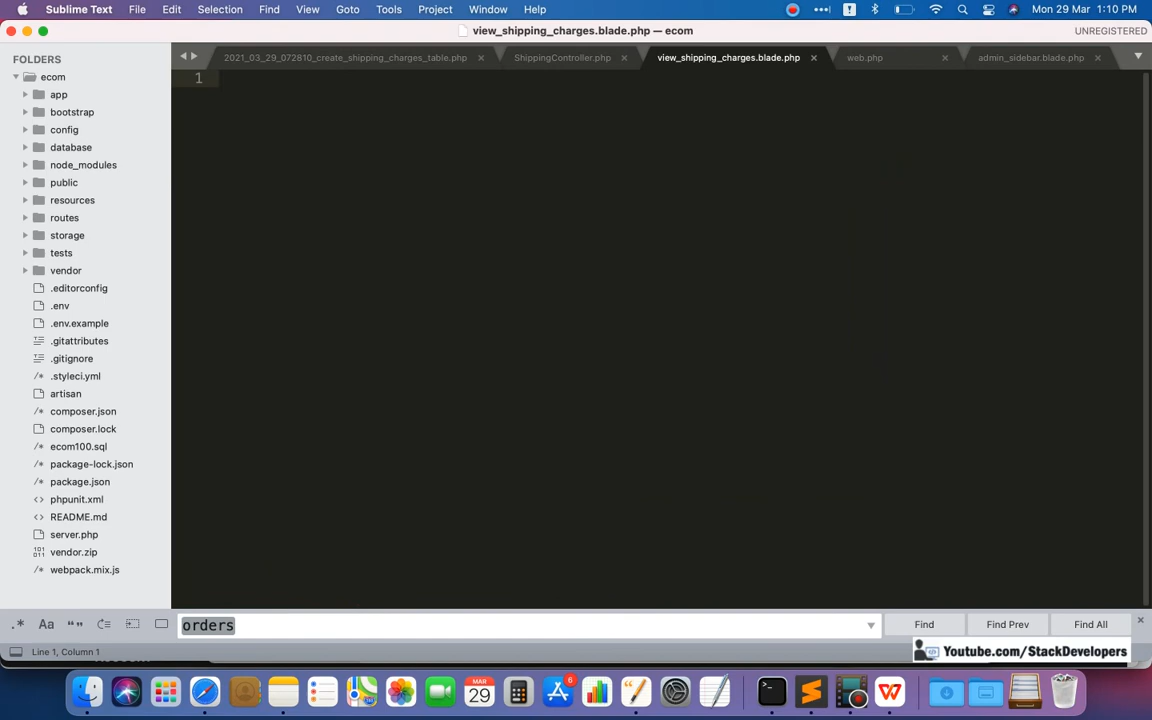 Sublime Text File Edit Selection Find View Goto Tools Project Window Help Mon 29 Mar 1:10 PM
view_shipping_charges.blade.php — ecom UNREGISTERED
FOLDERS
2021_03_29_072810_create_shipping_charges_table.php ShippingController.php view_shipping_charges.blade.php web.php admin_sidebar.blade.php
1
ecom
app
bootstrap
config
database
node_modules
public
resources
routes
storage
tests
vendor
.editorconfig
.env
.env.example
.gitattributes
.gitignore
.styleci.yml
artisan
composer.json
composer.lock
ecom100.sql
package-lock.json
package.json
phpunit.xml
README.md
server.php
vendor.zip
webpack.mix.js
orders
Find Find Prev Find All
Line 1, Column 1
Youtube.com/StackDevelopers
MAR
29
6